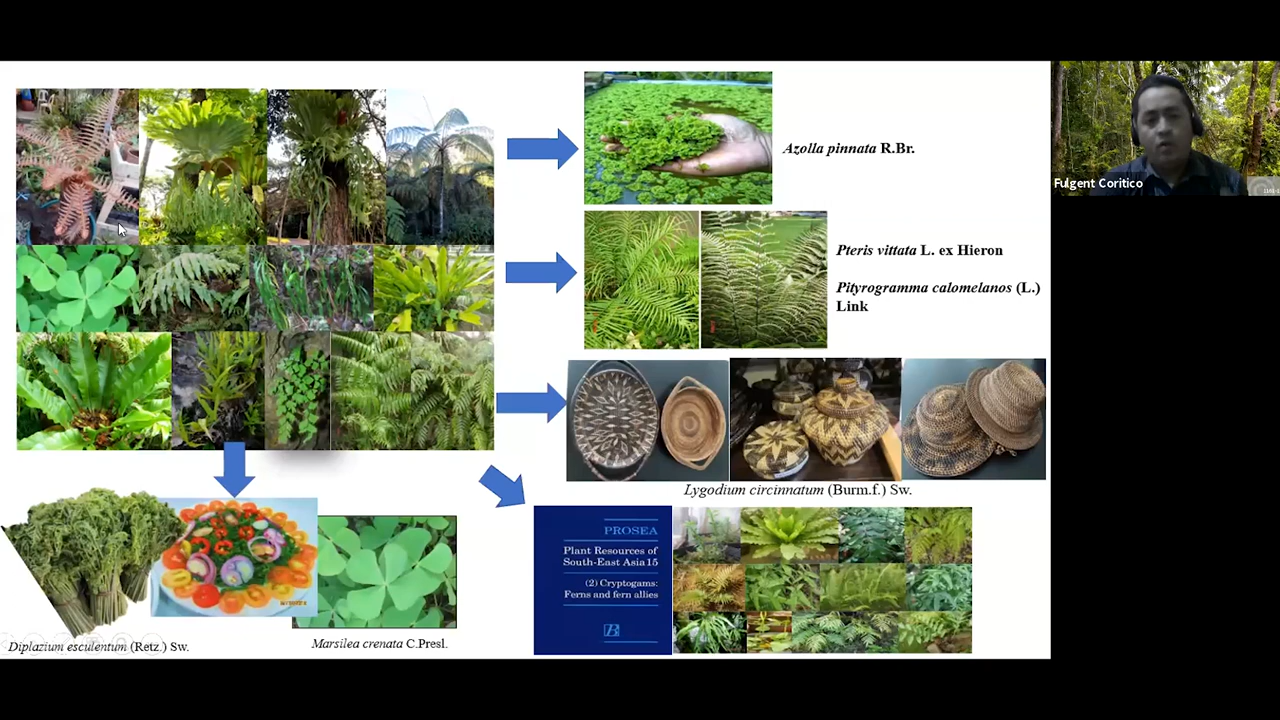 Azolla pinnata R.Br.
Fulgent Coritico
Pteris vittata L. ex Hieron
Pityrogramma calomelanos (L.)
Link
Lygodium circinnatum (Burm.f.) Sw.
PROSEA
Plant Resources of
South-East Asia 15
(2) Cryptogams:
Ferns and fern allies
Diplazium esculentum (Retz.) Sw.
Marsilea crenata C.Presl.